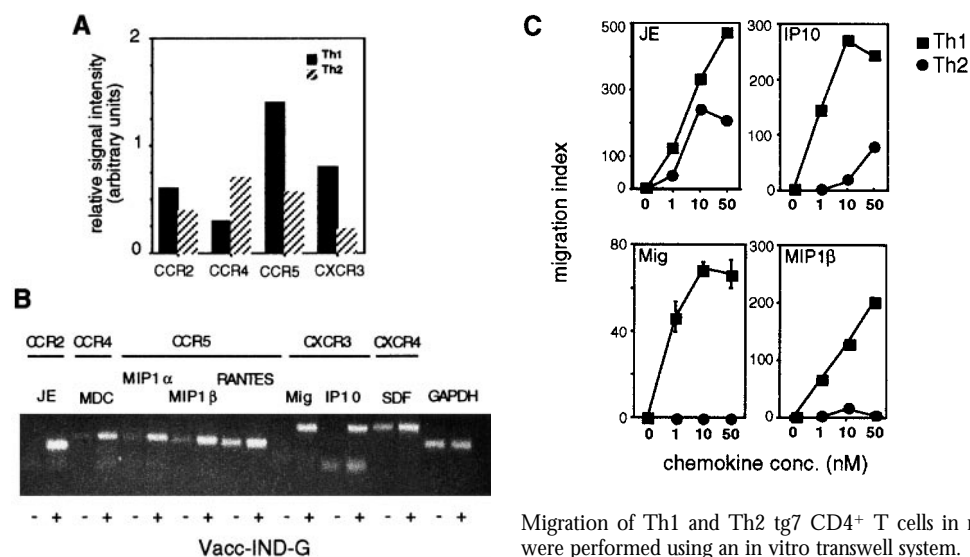 A
Th1
Th2
relative signal intensity
(arbitrary units)
2
1
0
CCR2 CCR4 CCR5 CXCR3
B
CCR2 CCR4 CCR5 CXCR3 CXCR4
MIP1 α RANTES
JE MDC MIP1 β Mig IP10 SDF GAPDH
- + - + - + - + - + - + - + - + - +
Vacc-IND-G
C
Th1
Th2
migration index
JE
500
300
100
0
0 1 10 50
IP10
300
200
100
0
0 1 10 50
Mig
80
40
0
0 1 10 50
MIP1β
300
200
100
0
0 1 10 50
chemokine conc. (nM)
Migration of Th1 and Th2 tg7 CD4+ T cells in
were performed using an in vitro transwell system.